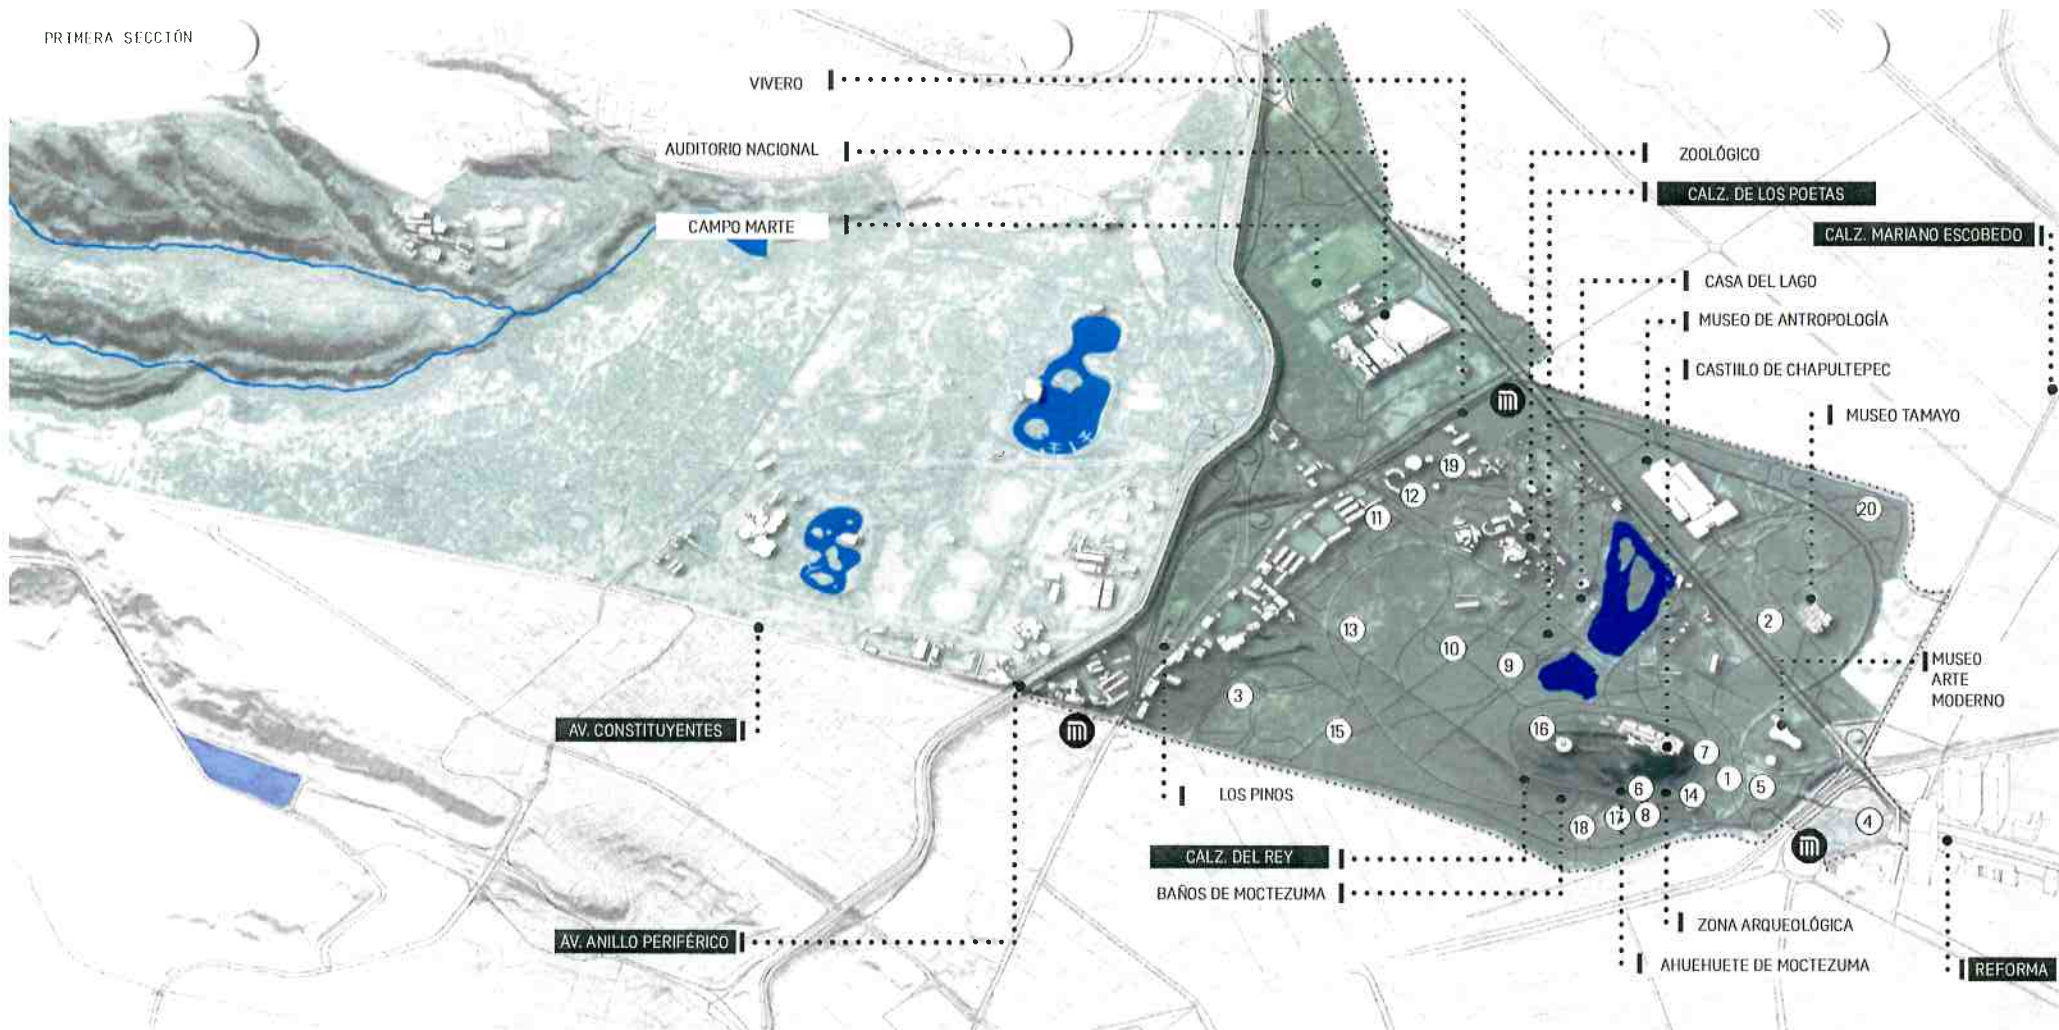 PRIMERA SECCIÓN
VIVERO
AUDITORIO NACIONAL
CAMPO MARTE
ZOOLÓGICO
CALZ. DE LOS POETAS
CALZ. MARIANO ESCOBEDO
CASA DEL LAGO
MUSEO DE ANTROPOLOGÍA
CASTIILO DE CHAPULTEPEC
MUSEO TAMAYO
19
12
11
20
2
13
10
9
3
15
16
7
1
5
6
14
17
8
18
4
MUSEO
ARTE
MODERNO
AV. CONSTITUYENTES
LOS PINOS
CALZ. DEL REY
BAÑOS DE MOCTEZUMA
AV. ANILLO PERIFÉRICO
ZONA ARQUEOLÓGICA
AHUEHUETE DE MOCTEZUMA
REFORMA